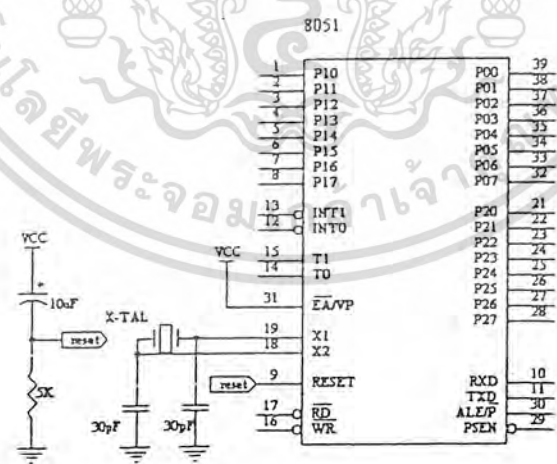 8051
1 P10 P00 39
2 P11 P01 38
3 P12 P02 37
4 P13 P03 36
5 P14 P04 35
6 P15 P05 34
7 P16 P06 33
8 P17 P07 32
13 INT1 P20 21
12 INT0 P21 22
P22 23
15 T1 P23 24
14 T0 P24 25
P25 26
31 EA/VP P26 27
P27 28
19 X1
18 X2
9 RESET RXD 10
TXD 11
17 RD ALE/P 30
16 WR PSEN 29
VCC
10uF
reset
5K
VCC
X-TAL
reset
30pF 30pF